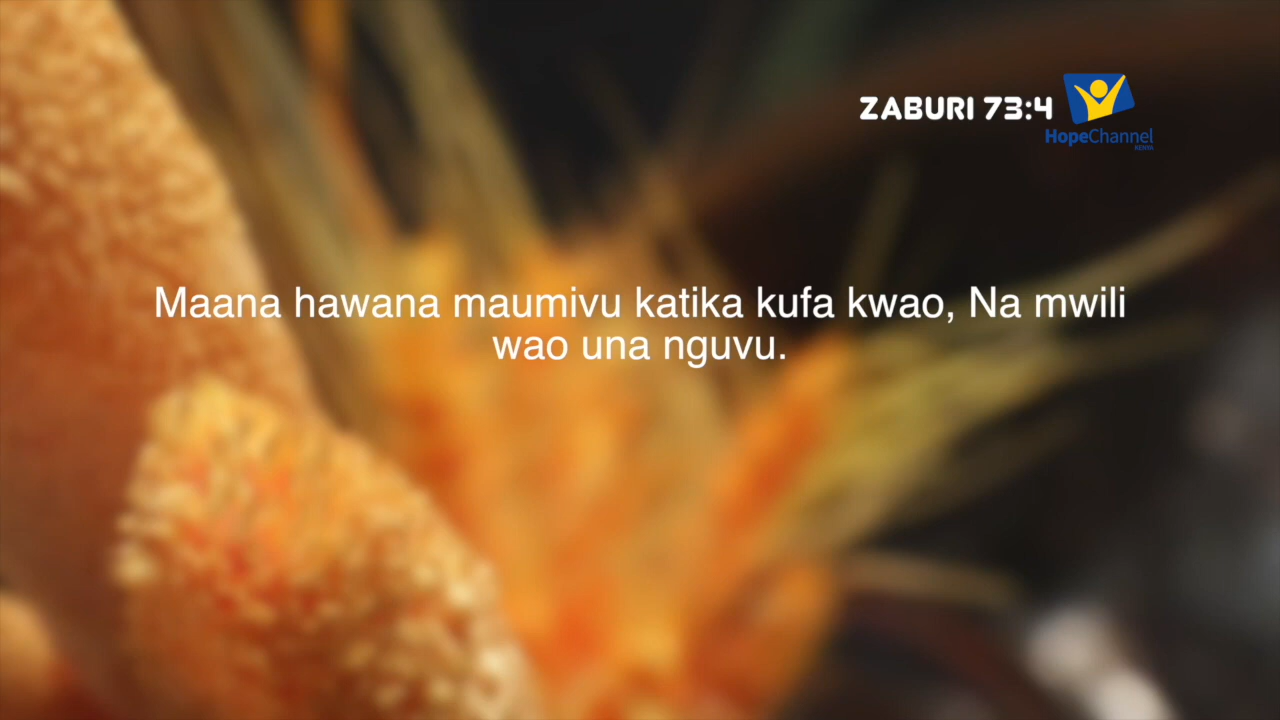 ZABURI 73:4
HopeChannel
KENYA
Maana hawana maumivu katika kufa kwao, Na mwili
wao una nguvu.